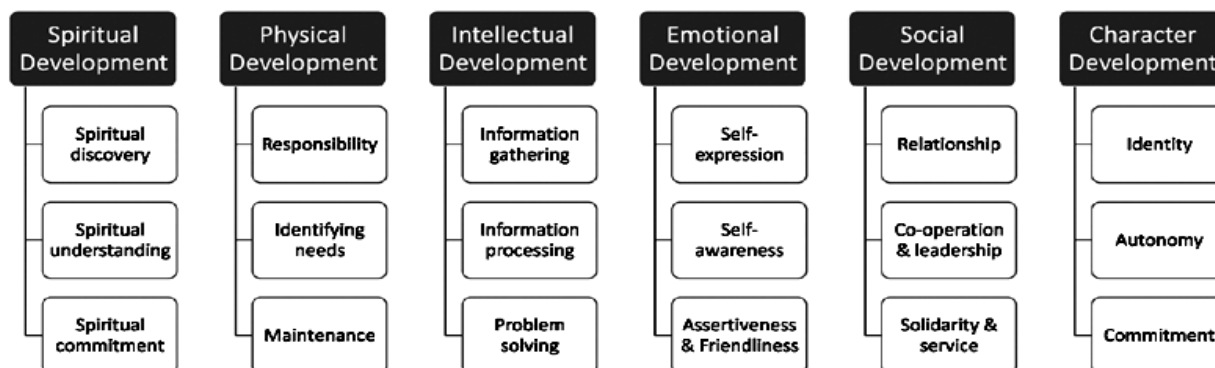 Spiritual
Development
Spiritual
discovery
Spiritual
understanding
Spiritual
commitment
Physical
Development
Responsibility
Identifying
needs
Maintenance
Intellectual
Development
Information
gathering
Information
processing
Problem
solving
Emotional
Development
Self-
expression
Self-
awareness
Assertiveness
& Friendliness
Social
Development
Relationship
Co-operation
& leadership
Solidarity &
service
Character
Development
Identity
Autonomy
Commitment